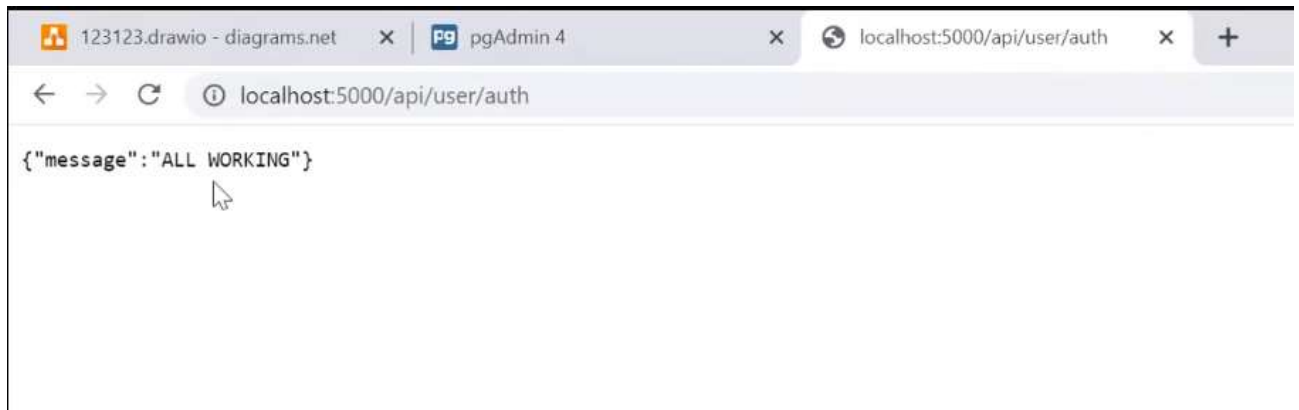 123123.drawio - diagrams.net
pgAdmin 4
localhost:5000/api/user/auth
localhost:5000/api/user/auth
{"message":"ALL WORKING"}